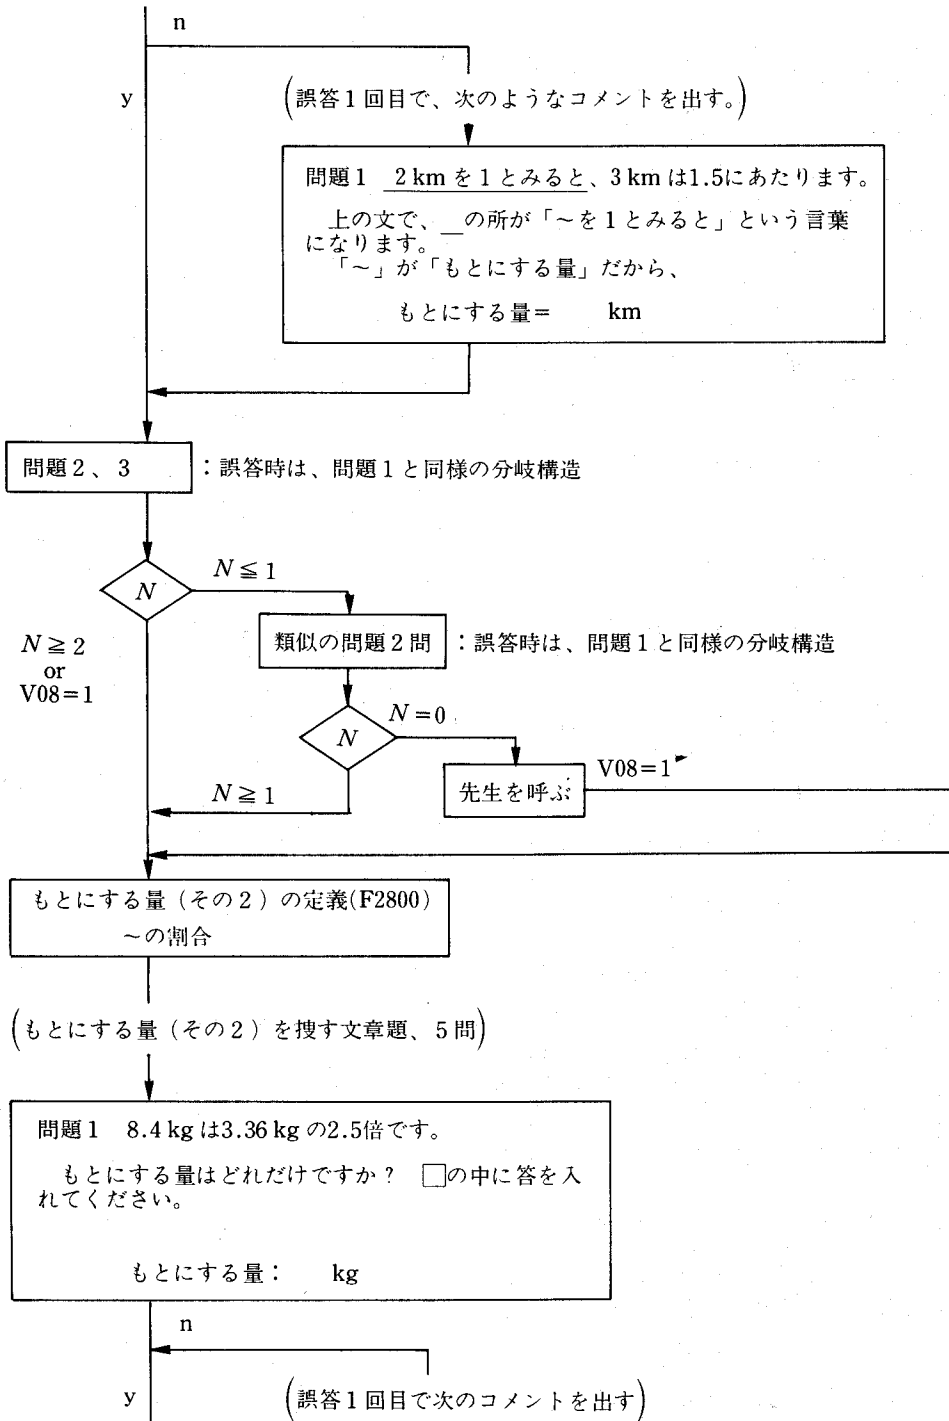 n
y
(誤答1回目で、次のようなコメントを出す。)
問題1 2kmを1とみると、3kmは1.5にあたります。
上の文で、__の所が「～を1とみると」という言葉
になります。
「～」が「もとにする量」だから、
もとにする量= km
問題2、3
：誤答時は、問題1と同様の分岐構造
N
N≦1
N≧2
or
V08=1
類似の問題2問
：誤答時は、問題1と同様の分岐構造
N
N=0
N≧1
先生を呼ぶ
V08=1
もとにする量（その2）の定義(F2800)
～の割合
(もとにする量（その2）を捜す文章題、5問)
問題1 8.4kgは3.36kgの2.5倍です。
もとにする量はどれだけですか? □の中に答を入
れてください。
もとにする量： kg
n
y
(誤答1回目で次のコメントを出す)